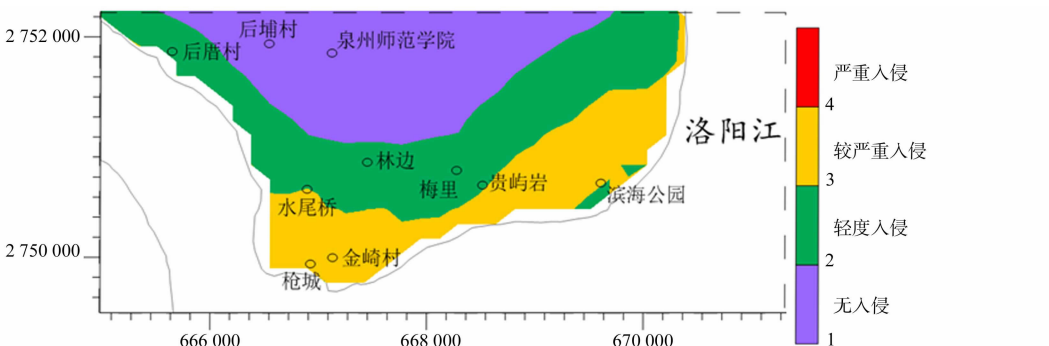 2 752 000
后埔村
泉州师范学院
后厝村
洛阳江
林边
梅里
贵屿岩
滨海公园
水尾桥
2 750 000
金崎村
枪城
666 000
668 000
670 000
严重入侵
4
较严重入侵
3
轻度入侵
2
无入侵
1